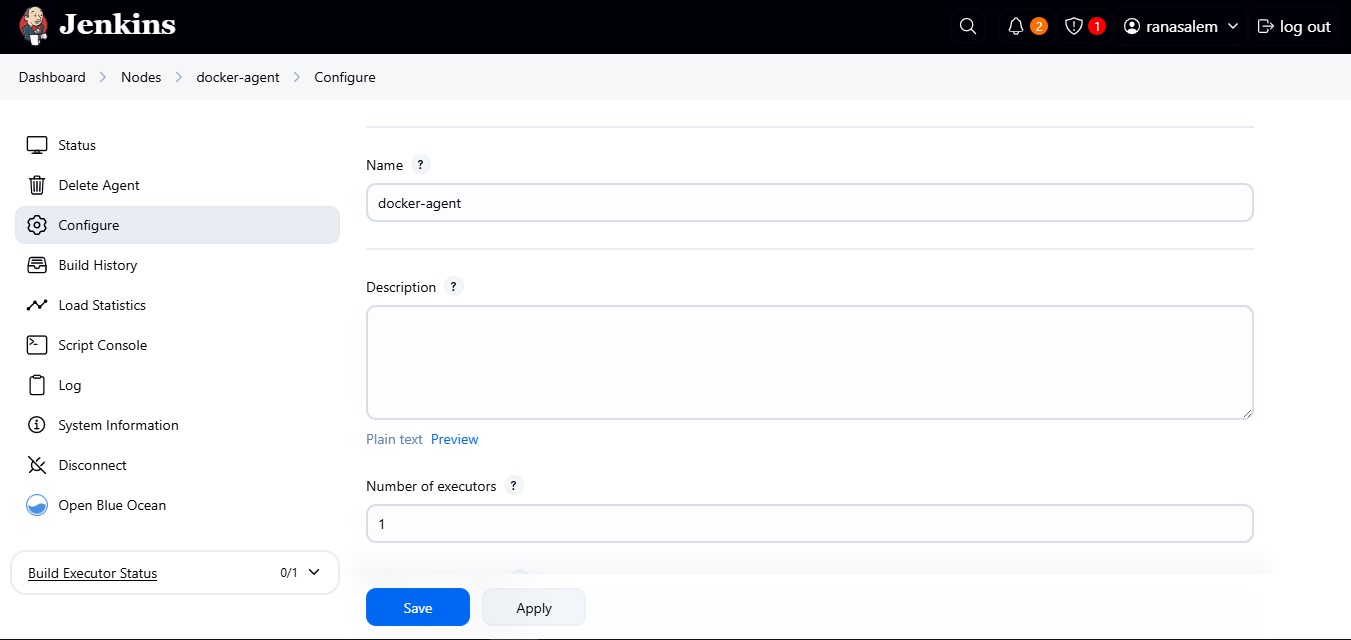 Jenkins
2
1
ranasalem
log out
Dashboard > Nodes > docker-agent > Configure
Status
Delete Agent
Configure
Build History
Load Statistics
Script Console
Log
System Information
Disconnect
Open Blue Ocean
Build Executor Status 0/1
Name ?
docker-agent
Description ?
Plain text Preview
Number of executors ?
1
Save
Apply